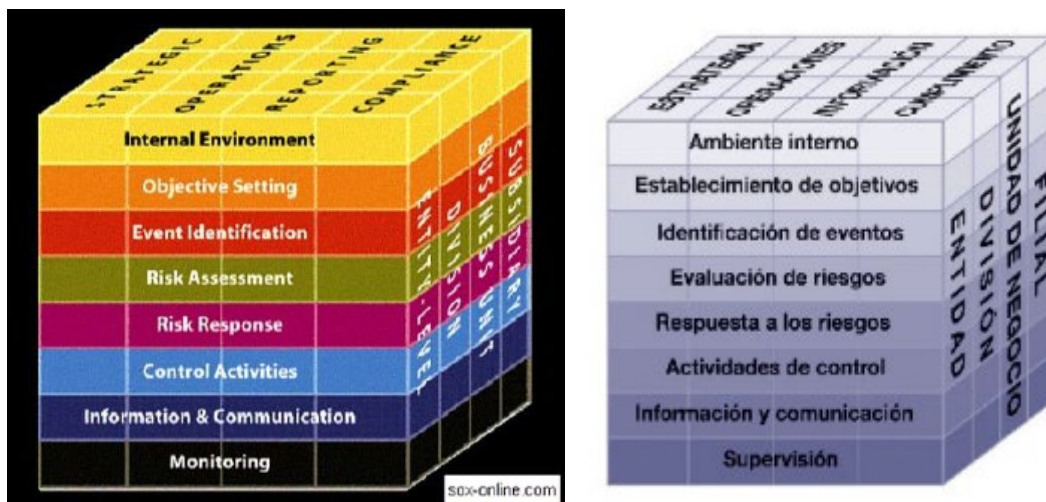 STRATEGIC
OPERATIONS
REPORTING
COMPLIANCE
Internal Environment
Objective Setting
Event Identification
Risk Assessment
Risk Response
Control Activities
Information & Communication
Monitoring
ENTITY-LEVEL
DIVISION
BUSINESS UNIT
SUBSIDIARY
sox-online.com
OPERACIONES
INFORMACIÓN
Ambiente interno
Establecimiento de objetivos
Identificación de eventos
Evaluación de riesgos
Respuesta a los riesgos
Actividades de control
Información y comunicación
Supervisión
ENTIDAD
DIVISIÓN
UNIDAD DE NEGOCIO
FILIAL